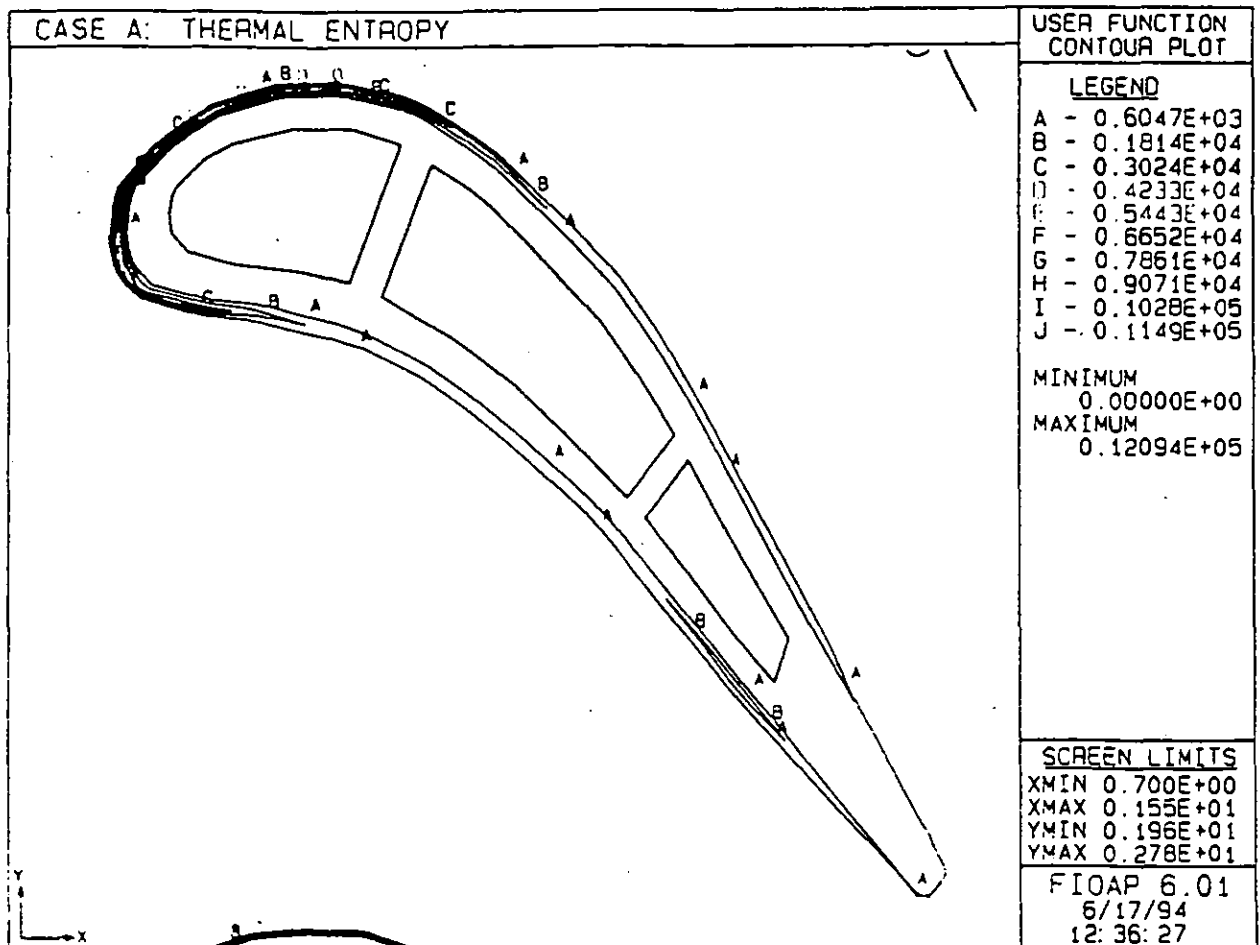 CASE A: THERMAL ENTROPY
USER FUNCTION
CONTOUR PLOT
LEGEND
A - 0.6047E+03
B - 0.1814E+04
C - 0.3024E+04
D - 0.4233E+04
E - 0.5443E+04
F - 0.6652E+04
G - 0.7861E+04
H - 0.9071E+04
I - 0.1028E+05
J - 0.1149E+05
MINIMUM
0.00000E+00
MAXIMUM
0.12094E+05
SCREEN LIMITS
XMIN 0.700E+00
XMAX 0.155E+01
YMIN 0.196E+01
YMAX 0.278E+01
FIDAP 6.01
6/17/94
12:36:27
A B D D B C
C
C
A
B
A
A
C B A
A
A
A
A
A
B
A
A
B
A
A
Y
X
B